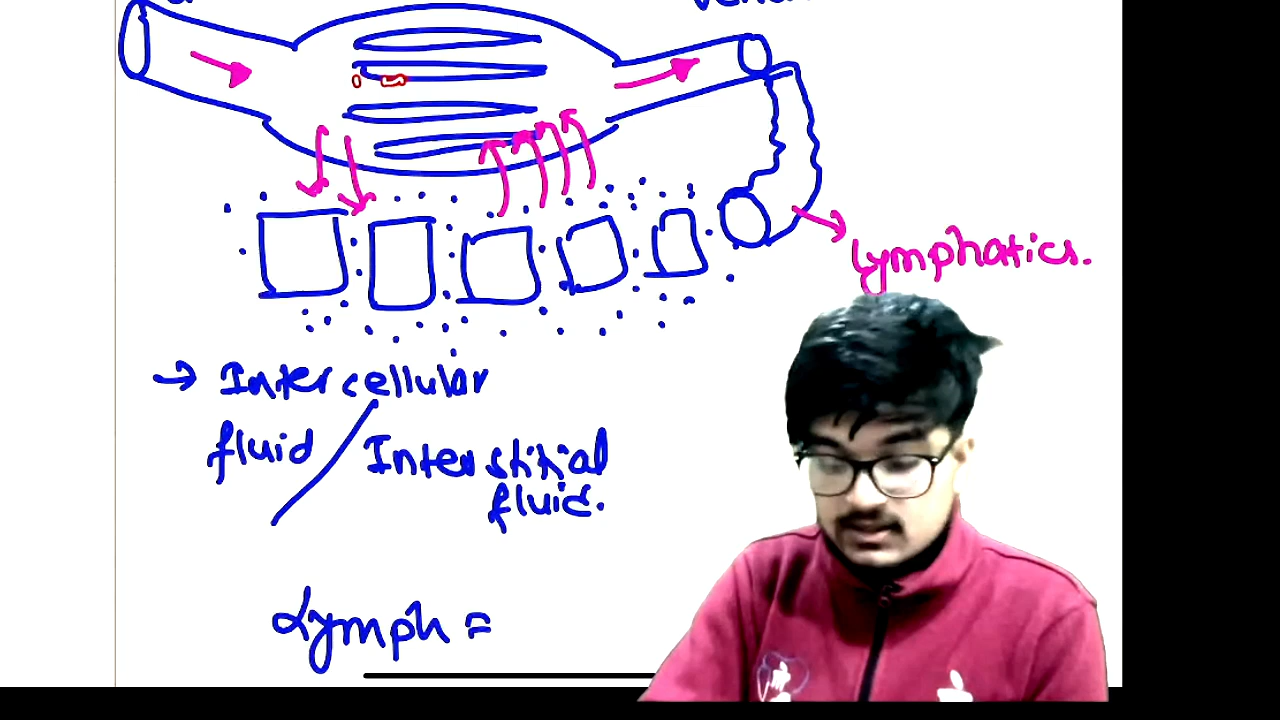 lymphatics.
→ Intercellular
fluid / Interstitial
fluid.
Lymph =